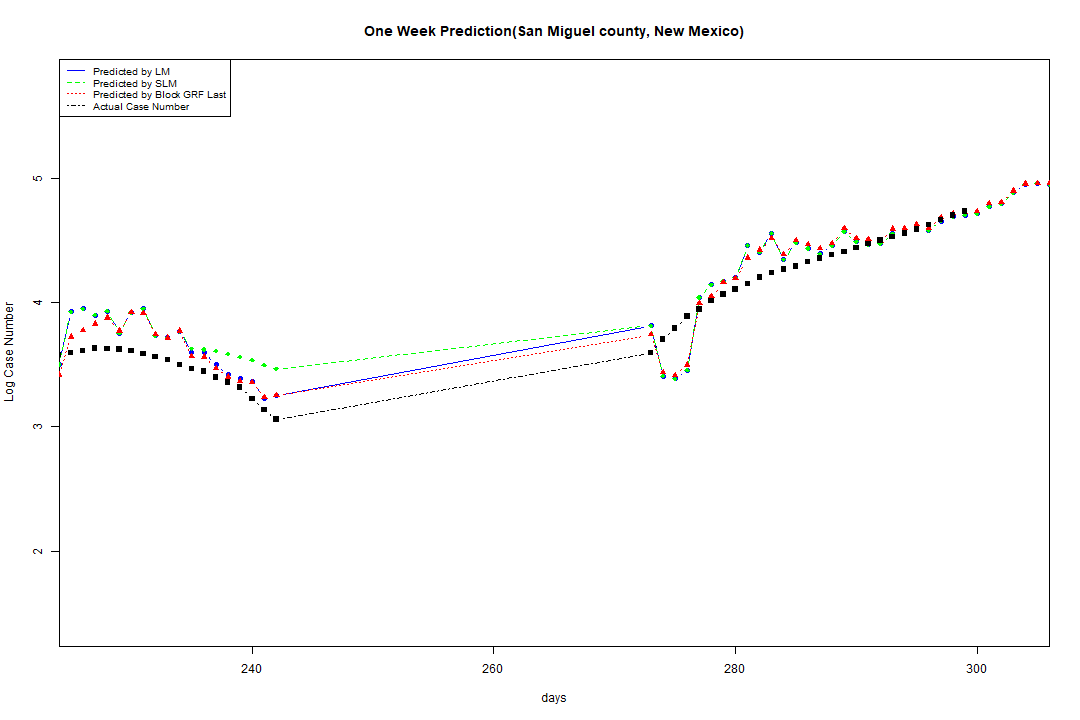 One Week Prediction(San Miguel county, New Mexico)
Predicted by LM
Predicted by SLM
Predicted by Block GRF Last
Actual Case Number
5
4
3
2
Log Case Number
240 260 280 300
days